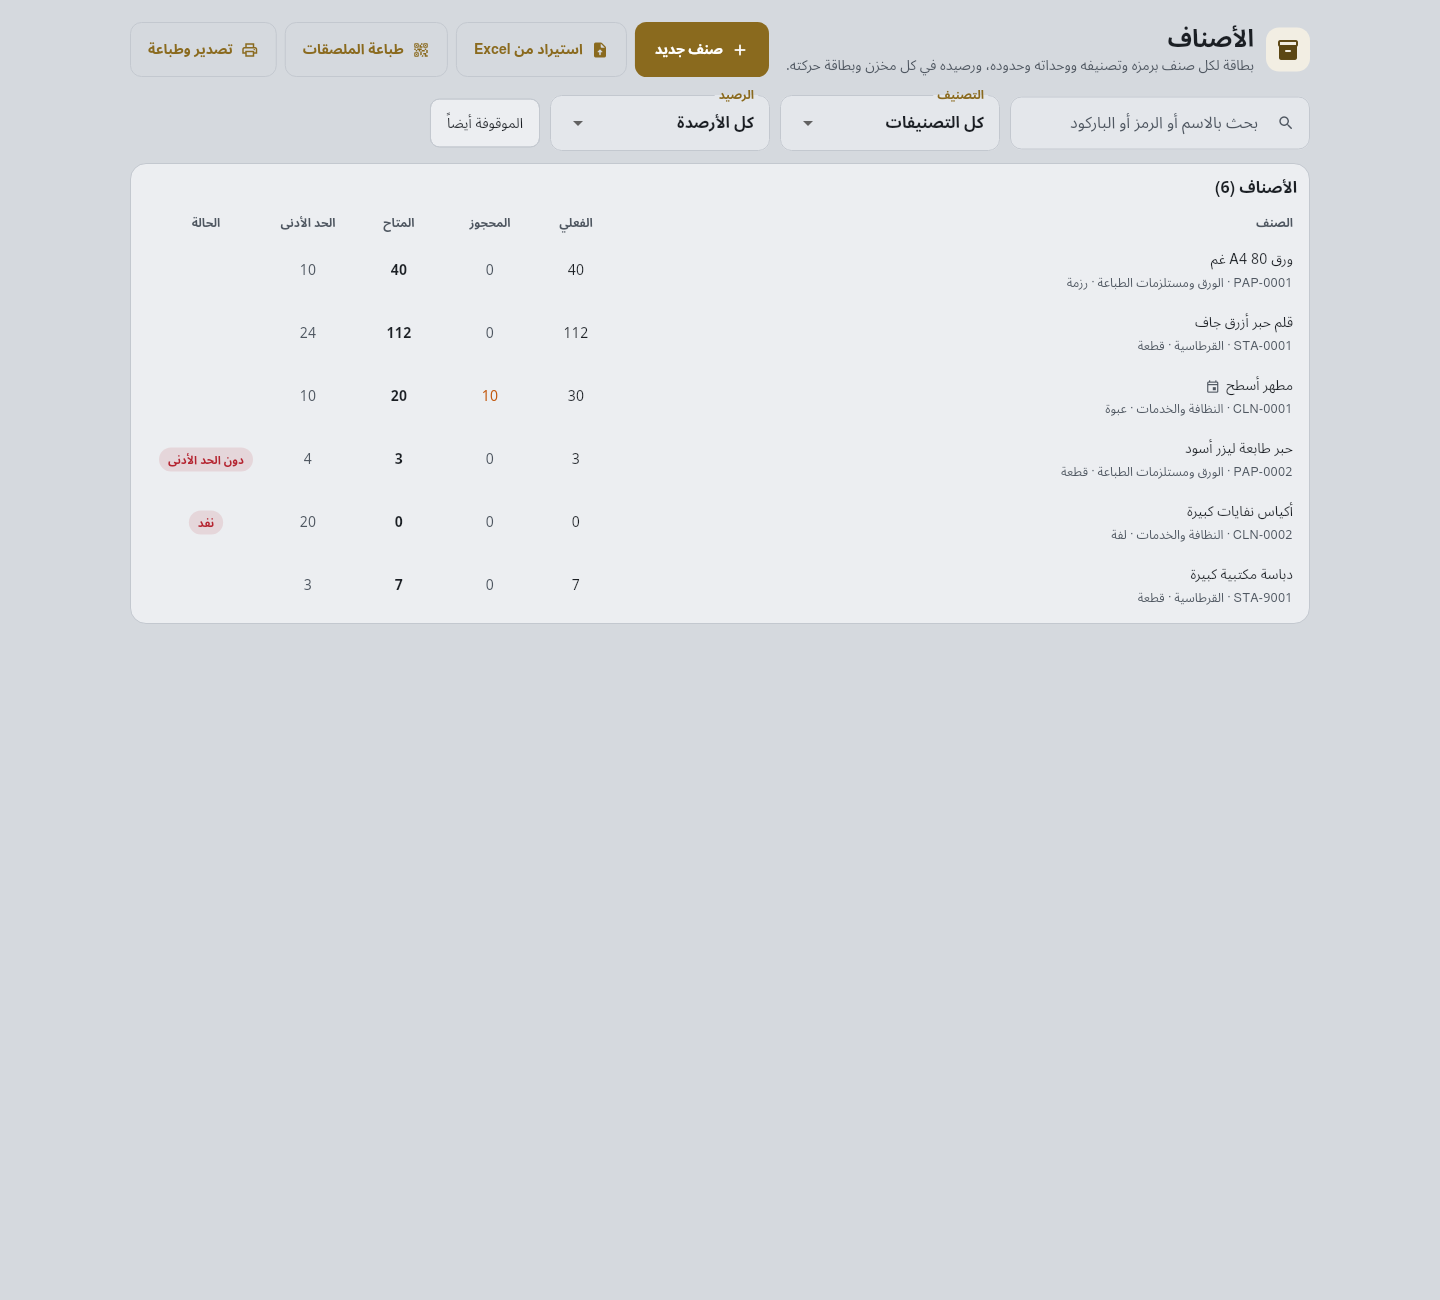 الأصناف
بطاقة لكل صنف برمزه وتصنيفه ووحداته وحدوده، ورصيده في كل مخزن وبطاقة حركته.
صنف جديد
استيراد من Excel
طباعة الملصقات
تصدير وطباعة
بحث بالاسم أو الرمز أو الباركود
التصنيف
كل التصنيفات
الرصيد
كل الأرصدة
الموقوفة أيضاً
الأصناف (6)
الصنف الفعلي المحجوز المتاح الحد الأدنى الحالة
ورق A4 80 غم 40 0 40 10
PAP-0001 · الورق ومستلزمات الطباعة · رزمة
قلم حبر أزرق جاف 112 0 112 24
STA-0001 · القرطاسية · قطعة
مطهر أسطح 30 10 20 10
CLN-0001 · النظافة والخدمات · عبوة
حبر طابعة ليزر أسود 3 0 3 4 دون الحد الأدنى
PAP-0002 · الورق ومستلزمات الطباعة · قطعة
أكياس نفايات كبيرة 0 0 0 20 نفد
CLN-0002 · النظافة والخدمات · لفة
دباسة مكتبية كبيرة 7 0 7 3
STA-9001 · القرطاسية · قطعة